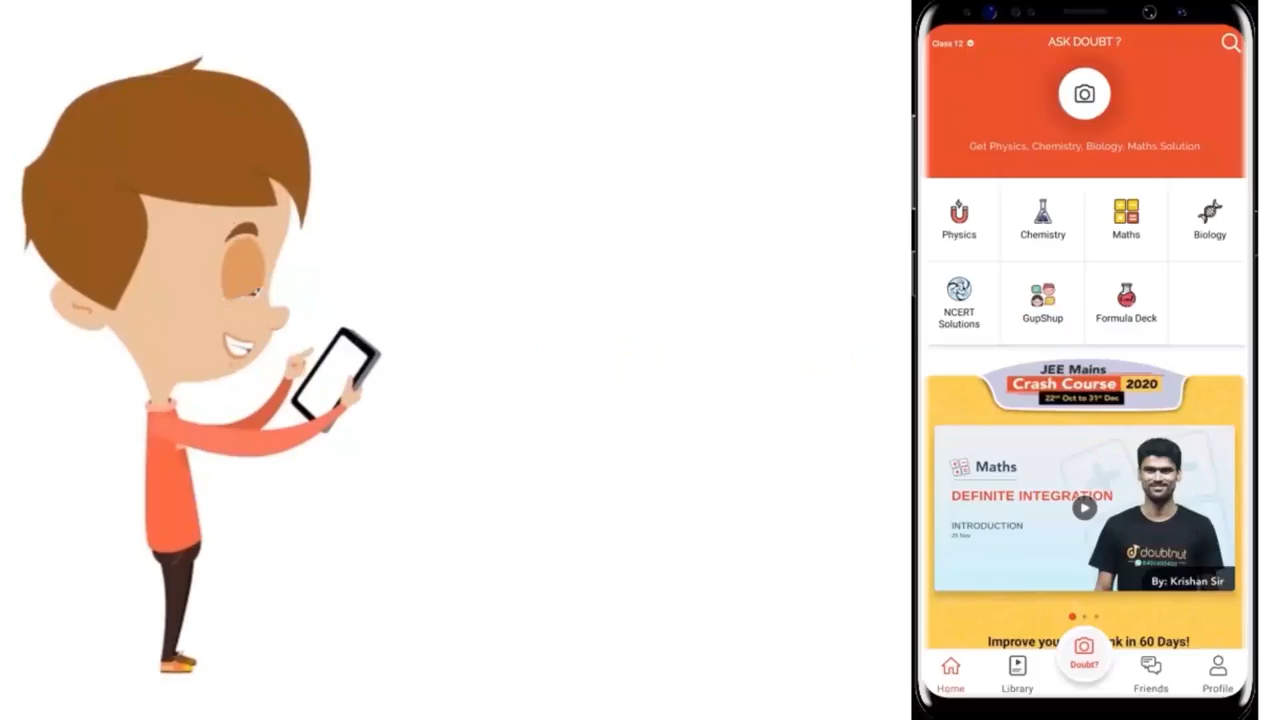 Class 12
ASK DOUBT ?
Get Physics, Chemistry, Biology, Maths Solution
Physics
Chemistry
Maths
Biology
NCERT
Solutions
GupShup
Formula Deck
JEE Mains
Crash Course 2020
22nd Oct to 31st Dec
Maths
DEFINITE INTEGRATION
INTRODUCTION
doubtnut
By: Krishan Sir
Improve you nk in 60 Days!
Doubt?
Home
Library
Friends
Profile